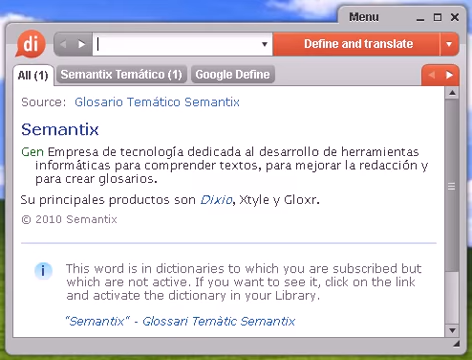 Menu
di
Define and translate
All (1) Semantix Temático (1) Google Define
Source: Glosario Temático Semantix
Semantix
Gen Empresa de tecnología dedicada al desarrollo de herramientas
informáticas para comprender textos, para mejorar la redacción y
para crear glosarios.
Su principales productos son Dixio, Xtyle y Gloxr.
© 2010 Semantix
This word is in dictionaries to which you are subscribed but
which are not active. If you want to see it, click on the link
and activate the dictionary in your Library.
"Semantix" - Glossari Temàtic Semantix